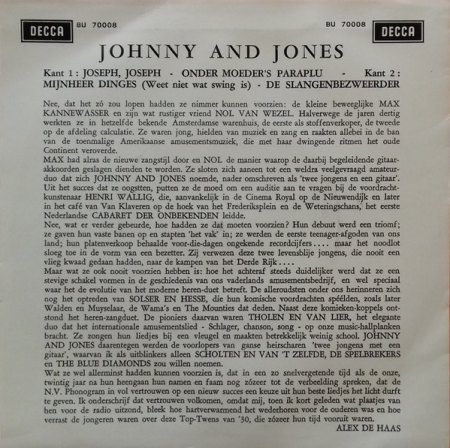 BU 70008
BU 70008
DECCA
DECCA
JOHNNY AND JONES
Kant 1 : JOSEPH, JOSEPH - ONDER MOEDER'S PARAPLU - Kant 2 :
MIJNHEER DINGES (Weet niet wat swing is) - DE SLANGENBEZWEERDER
Nee, dat het zó zou lopen hadden ze nimmer kunnen voorzien: de kleine beweeglijke MAX
KANNEWASSER en zijn wat rustiger vriend NOL VAN WEZEL. Halverwege de jaren dertig
werkten ze in hetzelfde bekende Amsterdamse warenhuis, de eerste als stoffenverkoper, de tweede
op de afdeling calculatie. Ze waren jong, hielden van muziek en zang en raakten allebei in de ban
van de toenmalige Amerikaanse amusementsmuziek, die met haar dwingende ritmen het oude
Continent veroverde.
MAX had alras de nieuwe zangstijl door en NOL de manier waarop de daarbij begeleidende gitaar-
akkoorden geslagen dienden te worden. Ze sloten zich aaneen tot een weldra veelgevraagd amateur-
duo dat zich JOHNNY AND JONES noemde, nader omschreven als 'twee jongens en een gitaar'.
Uit het succes dat ze oogstten, putten ze de moed om een auditie aan te vragen bij de voordracht-
kunstenaar HENRI WALLIG, die, aanvankelijk in de Cinema Royal op de Nieuwendijk en later
in het café van Van Klaveren op de hoek van het Frederiksplein en de Weteringschans, het eerste
Nederlandse CABARET DER ONBEKENDEN leidde.
Nee, wat er verder gebeurde, hoe hadden ze dat moeten voorzien? Hun debuut werd een triomf;
ze gaven hun vaste banen op en stapten 'het vak' in; ze werden de eerste teenager-afgoden van ons
land; hun platenverkoop behaalde voor-die-dagen ongekende recordcijfers.... maar het noodlot
sloeg toe in de vorm van een bezetter. Zij verwezen deze twee levenslustige jongens, die nooit een
vlieg kwaad gedaan hadden, naar de kampen van het Derde Rijk....
Maar wat ze ook nooit voorzien hebben is: hoe het achteraf steeds duidelijker werd dat ze een
stevige schakel vormen in de geschiedenis van ons vaderlands amusementsbedrijf, en wel speciaal
waar het de evolutie van het moderne heren-duet betreft. De allerouderen onder ons herinneren zich
nog het optreden van SOLSER EN HESSE, die hun komische voordrachten spéélden, zoals later
Walden en Muyselaar, de Wama's en The Mounties dat deden. Naast deze komieken-koppels ont-
stond het heren-zangduet. De pioniers daarvan waren THOLEN EN VAN LIER, het elegante
duo dat het internationale amusementslied - Schlager, chanson, song - op onze music-hallplanken
bracht. Ze zongen hun liedjes bij een vleugel en maakten betrekkelijk weinig school. JOHNNY
AND JONES daarentegen werden de voorlopers van ganse heirscharen 'twee jongens met een
gitaar', waarvan ik als uitblinkers alleen SCHOLTEN EN VAN 'T ZELFDE, DE SPELBREKERS
en THE BLUE DIAMONDS zou willen noemen.
Wat ze wel allerminst hadden kunnen voorzien is, dat in een zo snelvergetende tijd als de onze,
twintig jaar na hun heengaan hun namen en faam nog zózeer tot de verbeelding spreken, dat de
N.V. Phonogram in vol vertrouwen op een nieuw succes een keuze uit hun beste liedjes het licht durft
te geven. Ik onderschrijf dat vertrouwen volkomen, omdat mij, toen ik kort geleden wat plaatjes van
ben voor de radio uitzond, bleek hoe hartverwarmend het wederhoren voor de ouderen was en hoe
verrast de jongeren waren over deze Top-Twens van '30, die zózeer hun tijd vooruit waren.
ALEX DE HAAS